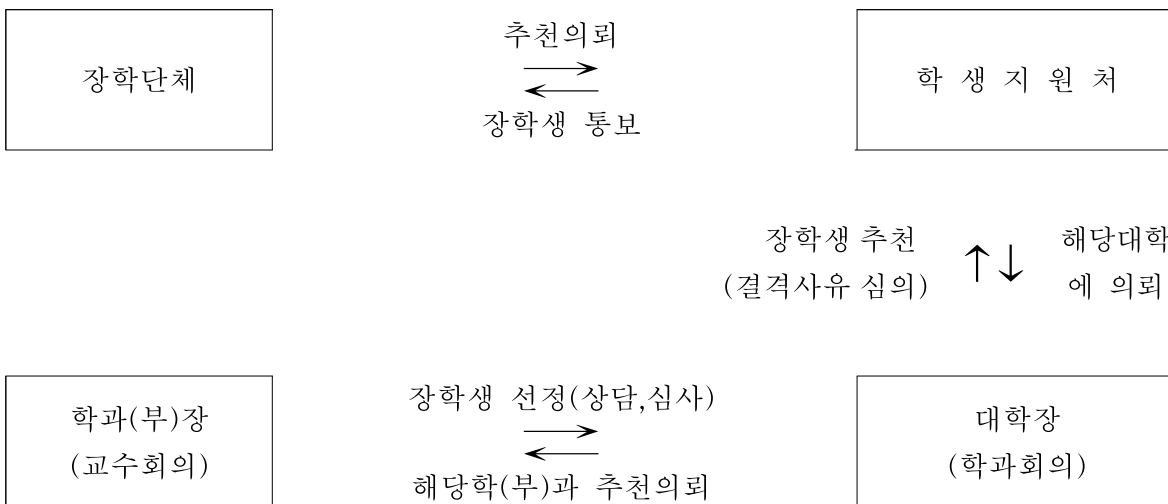 추천의뢰
장학단체
학 생 지 원 처
장학생 통보
장학생 추천
(결격사유 심의)
해당대학
에 의뢰
장학생 선정(상담,심사)
학과(부)장
(교수회의)
대학장
(학과회의)
해당학(부)과 추천의뢰